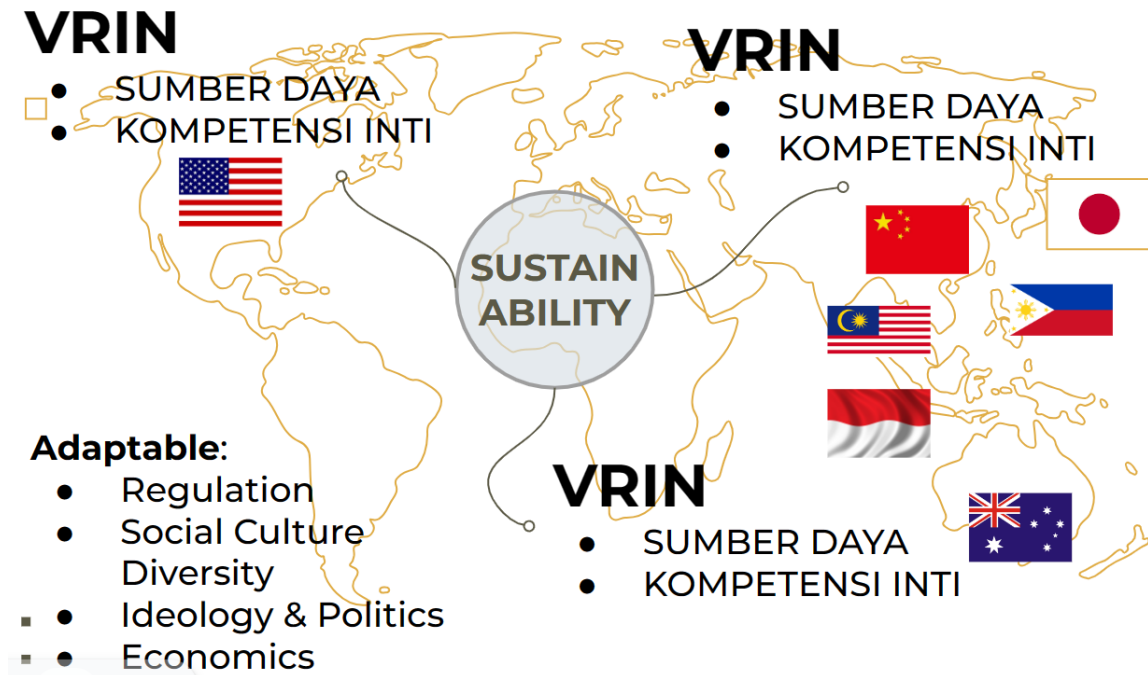 VRIN
● SUMBER DAYA
● KOMPETENSI INTI
VRIN
● SUMBER DAYA
● KOMPETENSI INTI
SUSTAIN
ABILITY
VRIN
● SUMBER DAYA
● KOMPETENSI INTI
Adaptable:
● Regulation
● Social Culture
Diversity
● Ideology & Politics
● Economics